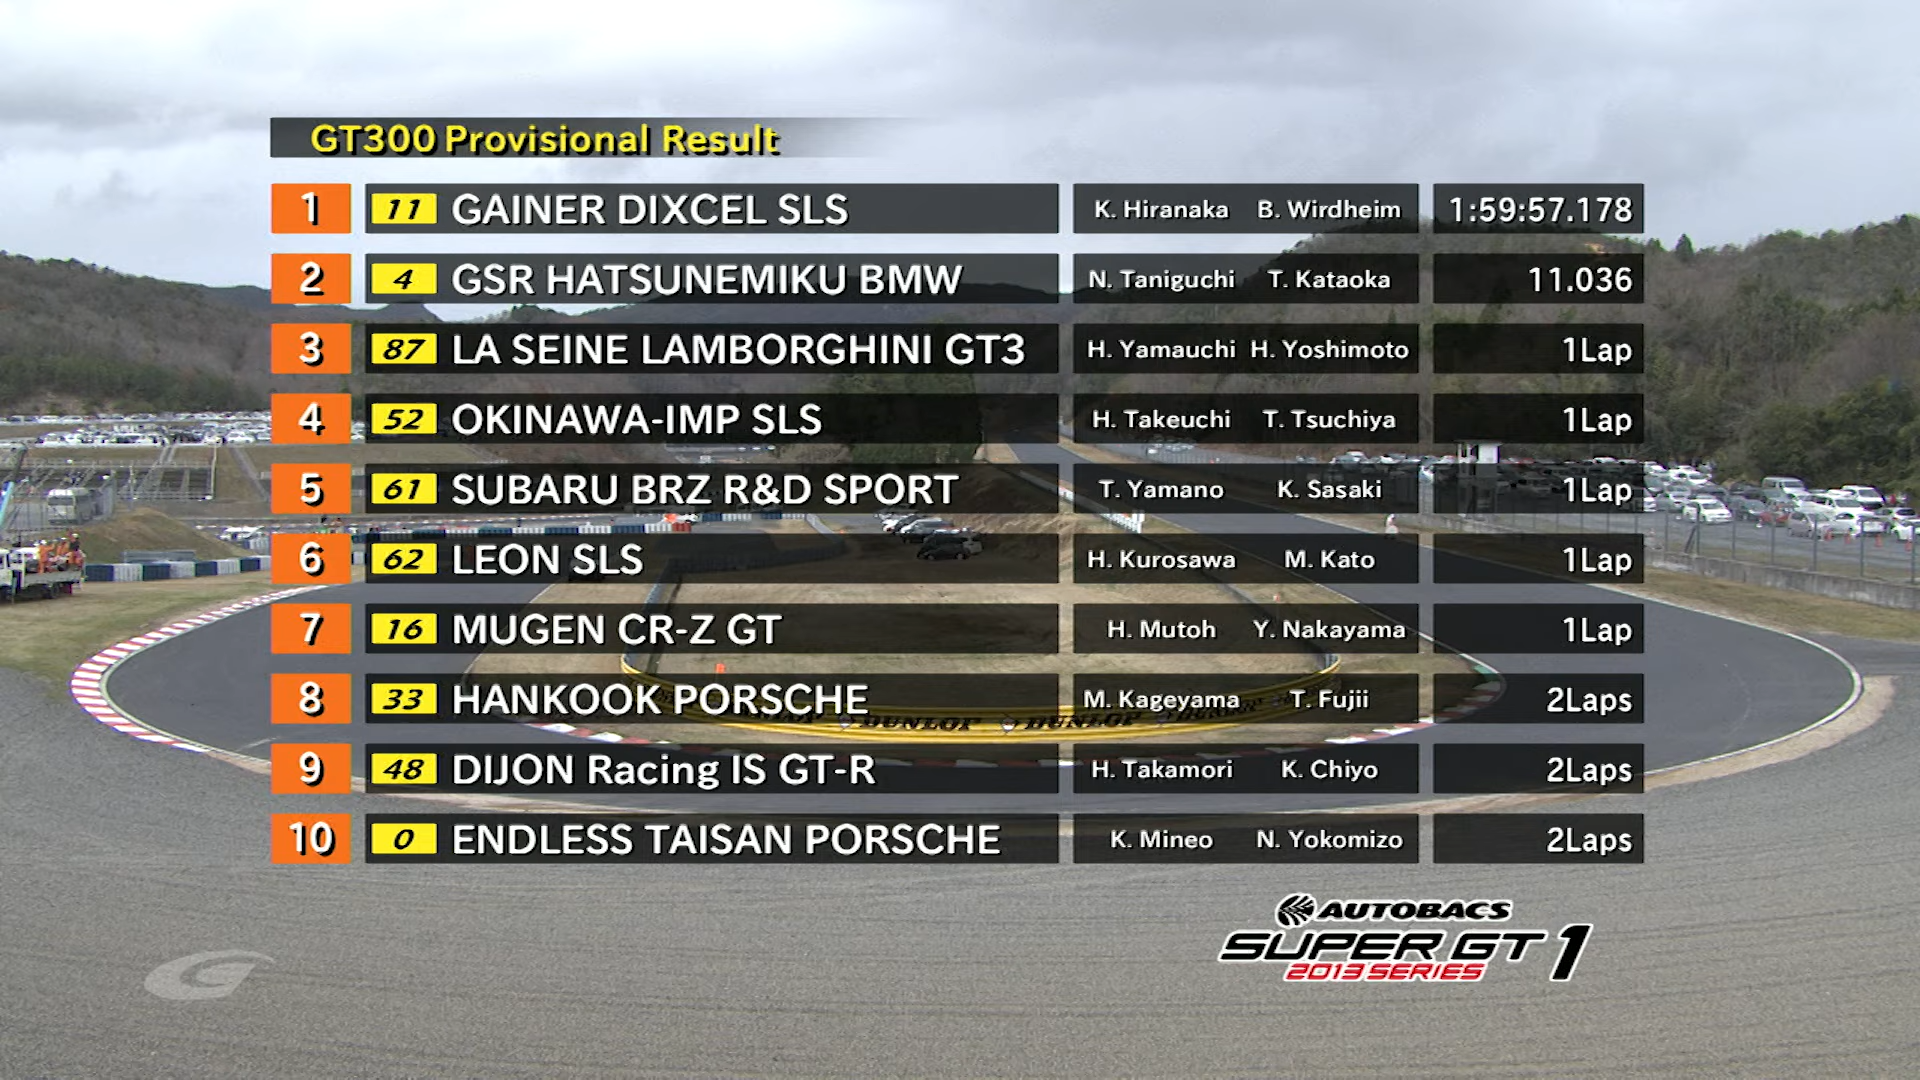 GT300 Provisional Result
1 11 GAINER DIXCEL SLS K. Hiranaka B. Wirdheim 1:59:57.178
2 4 GSR HATSUNEMIKU BMW N. Taniguchi T. Kataoka 11.036
3 87 LA SEINE LAMBORGHINI GT3 H. Yamauchi H. Yoshimoto 1Lap
4 52 OKINAWA-IMP SLS H. Takeuchi T. Tsuchiya 1Lap
5 61 SUBARU BRZ R&D SPORT T. Yamano K. Sasaki 1Lap
6 62 LEON SLS H. Kurosawa M. Kato 1Lap
7 16 MUGEN CR-Z GT H. Mutoh Y. Nakayama 1Lap
8 33 HANKOOK PORSCHE M. Kageyama T. Fujii 2Laps
DUNLOP DUNLOP
9 48 DIJON Racing IS GT-R H. Takamori K. Chiyo 2Laps
10 0 ENDLESS TAISAN PORSCHE K. Mineo N. Yokomizo 2Laps
AUTOBACS
SUPER GT 1
2013 SERIES